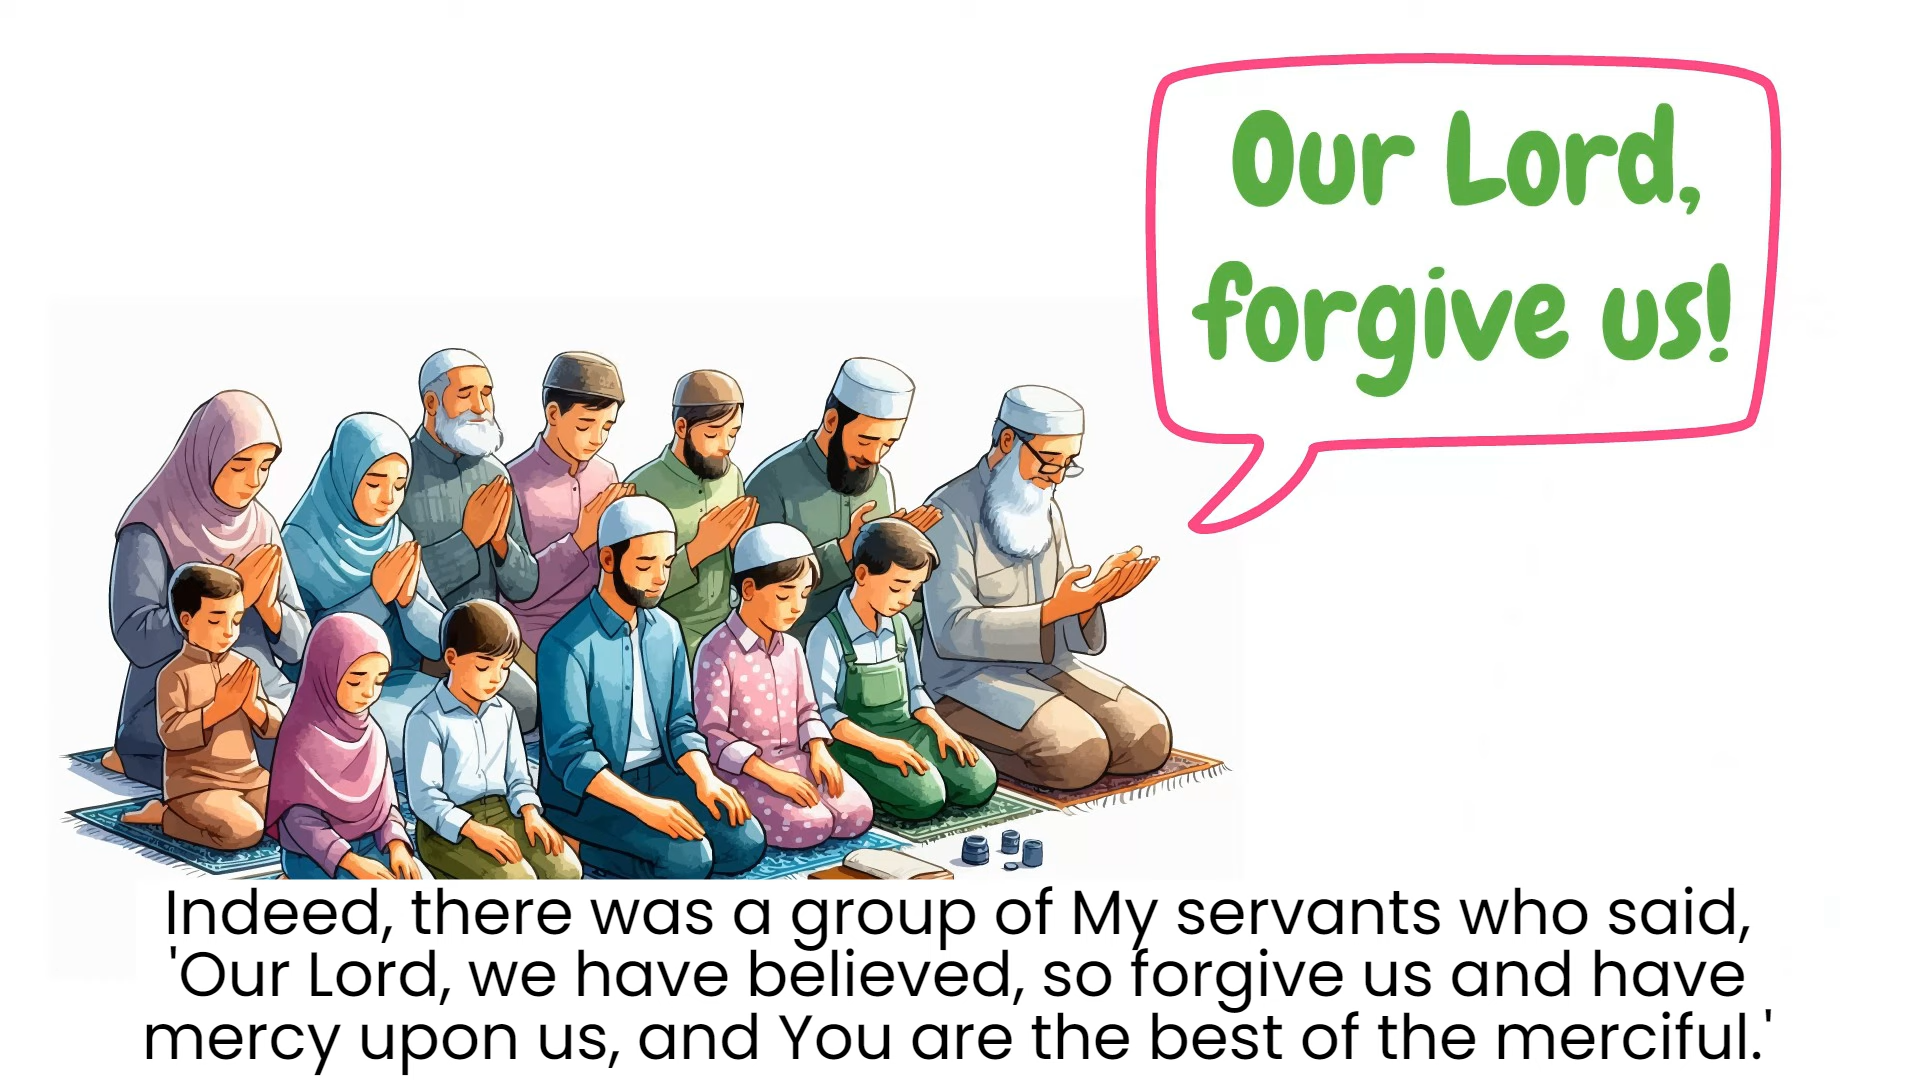 Our Lord,
forgive us!
Indeed, there was a group of My servants who said,
'Our Lord, we have believed, so forgive us and have
mercy upon us, and You are the best of the merciful.'